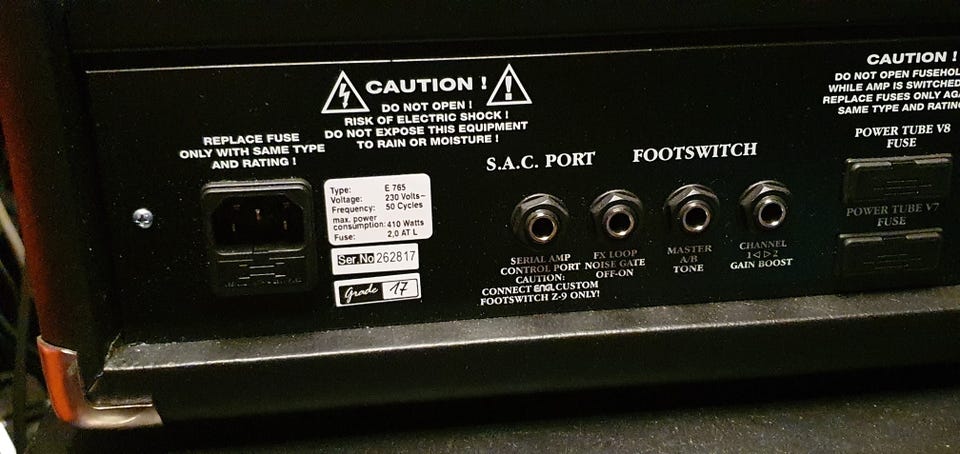 CAUTION !
DO NOT OPEN !
RISK OF ELECTRIC SHOCK !
DO NOT EXPOSE THIS EQUIPMENT
TO RAIN OR MOISTURE !
REPLACE FUSE
ONLY WITH SAME TYPE
AND RATING !
Type: E 765
Voltage: 230 Volts~
Frequency: 50 Cycles
max. power
consumption: 410 Watts
Fuse: 2,0 AT L
Ser.No 262817
Grade 17
S.A.C. PORT
SERIAL AMP
CONTROL PORT
CAUTION:
CONNECT ENGL CUSTOM
FOOTSWITCH Z-9 ONLY!
FOOTSWITCH
FX LOOP
NOISE GATE
OFF-ON
MASTER
A/B
TONE
CHANNEL
1◁ ▷2
GAIN BOOST
CAUTION !
DO NOT OPEN FUSEHOL
WHILE AMP IS SWITCHED
REPLACE FUSES ONLY AGA
SAME TYPE AND RATING
POWER TUBE V8
FUSE
POWER TUBE V7
FUSE